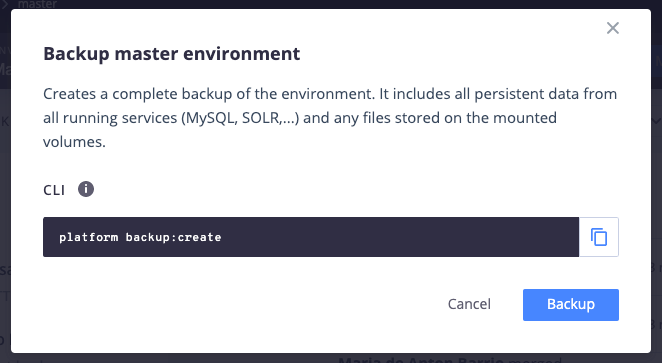 master
Backup master environment
Creates a complete backup of the environment. It includes all persistent data from
all running services (MySQL, SOLR,...) and any files stored on the mounted
volumes.
CLI
platform backup:create
Cancel
Backup